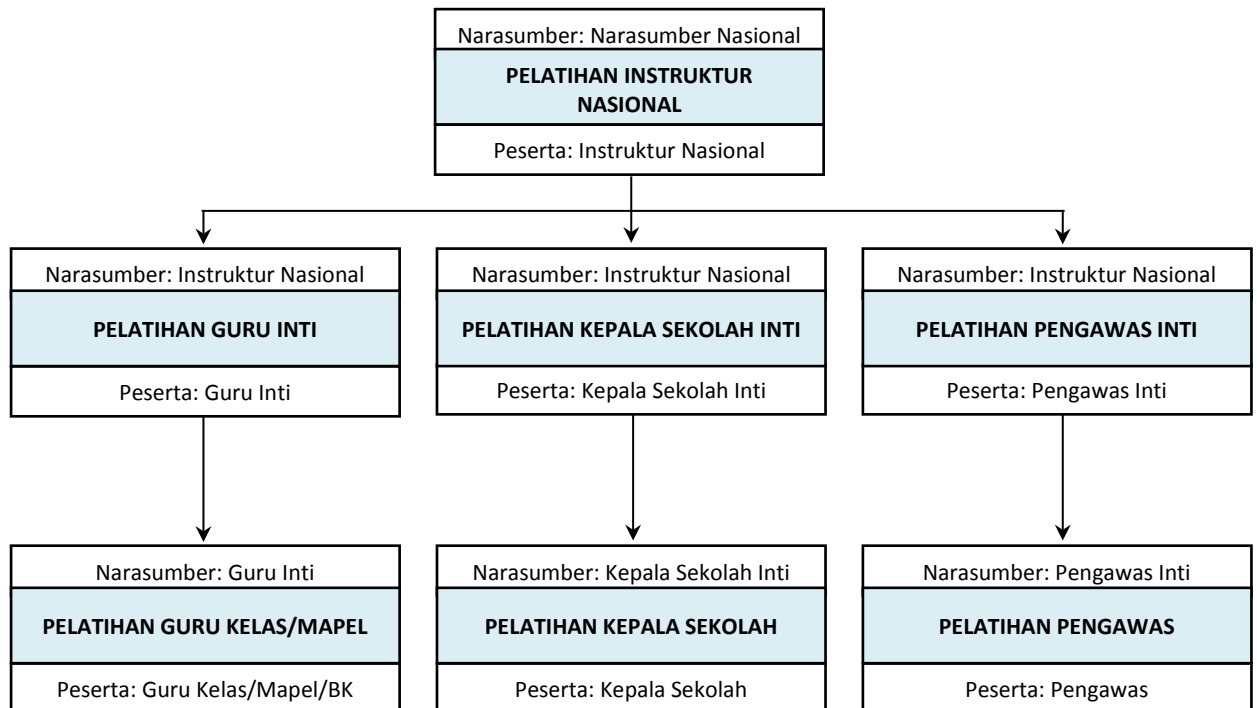 Narasumber: Narasumber Nasional
PELATIHAN INSTRUKTUR
NASIONAL
Peserta: Instruktur Nasional
Narasumber: Instruktur Nasional
PELATIHAN GURU INTI
Peserta: Guru Inti
Narasumber: Instruktur Nasional
PELATIHAN KEPALA SEKOLAH INTI
Peserta: Kepala Sekolah Inti
Narasumber: Instruktur Nasional
PELATIHAN PENGAWAS INTI
Peserta: Pengawas Inti
Narasumber: Guru Inti
PELATIHAN GURU KELAS/MAPEL
Peserta: Guru Kelas/Mapel/BK
Narasumber: Kepala Sekolah Inti
PELATIHAN KEPALA SEKOLAH
Peserta: Kepala Sekolah
Narasumber: Pengawas Inti
PELATIHAN PENGAWAS
Peserta: Pengawas